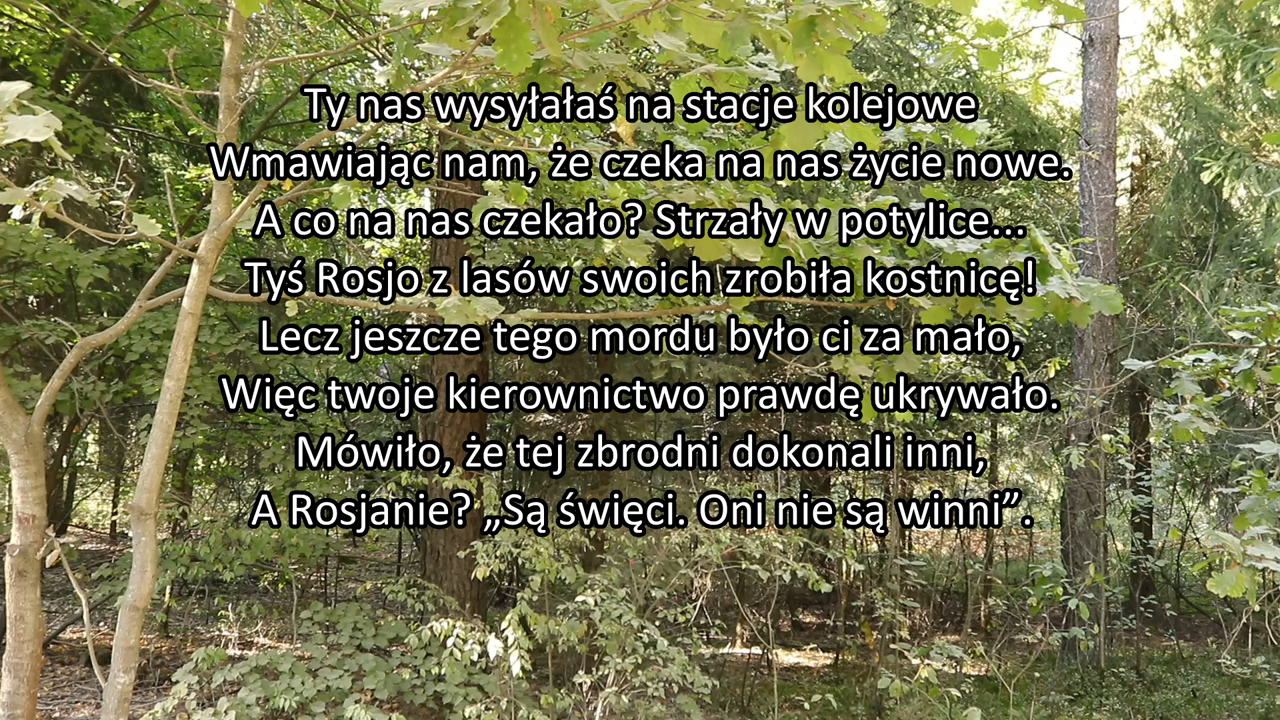 Ty nas wysyłałaś na stacje kolejowe
Wmawiając nam, że czeka na nas życie nowe.
A co na nas czekało? Strzały w potylice...
Tyś Rosjo z lasów swoich zrobiła kostnicę!
Lecz jeszcze tego mordu było ci za mało,
Więc twoje kierownictwo prawdę ukrywało.
Mówiło, że tej zbrodni dokonali inni,
A Rosjanie? „Są święci. Oni nie są winni”.